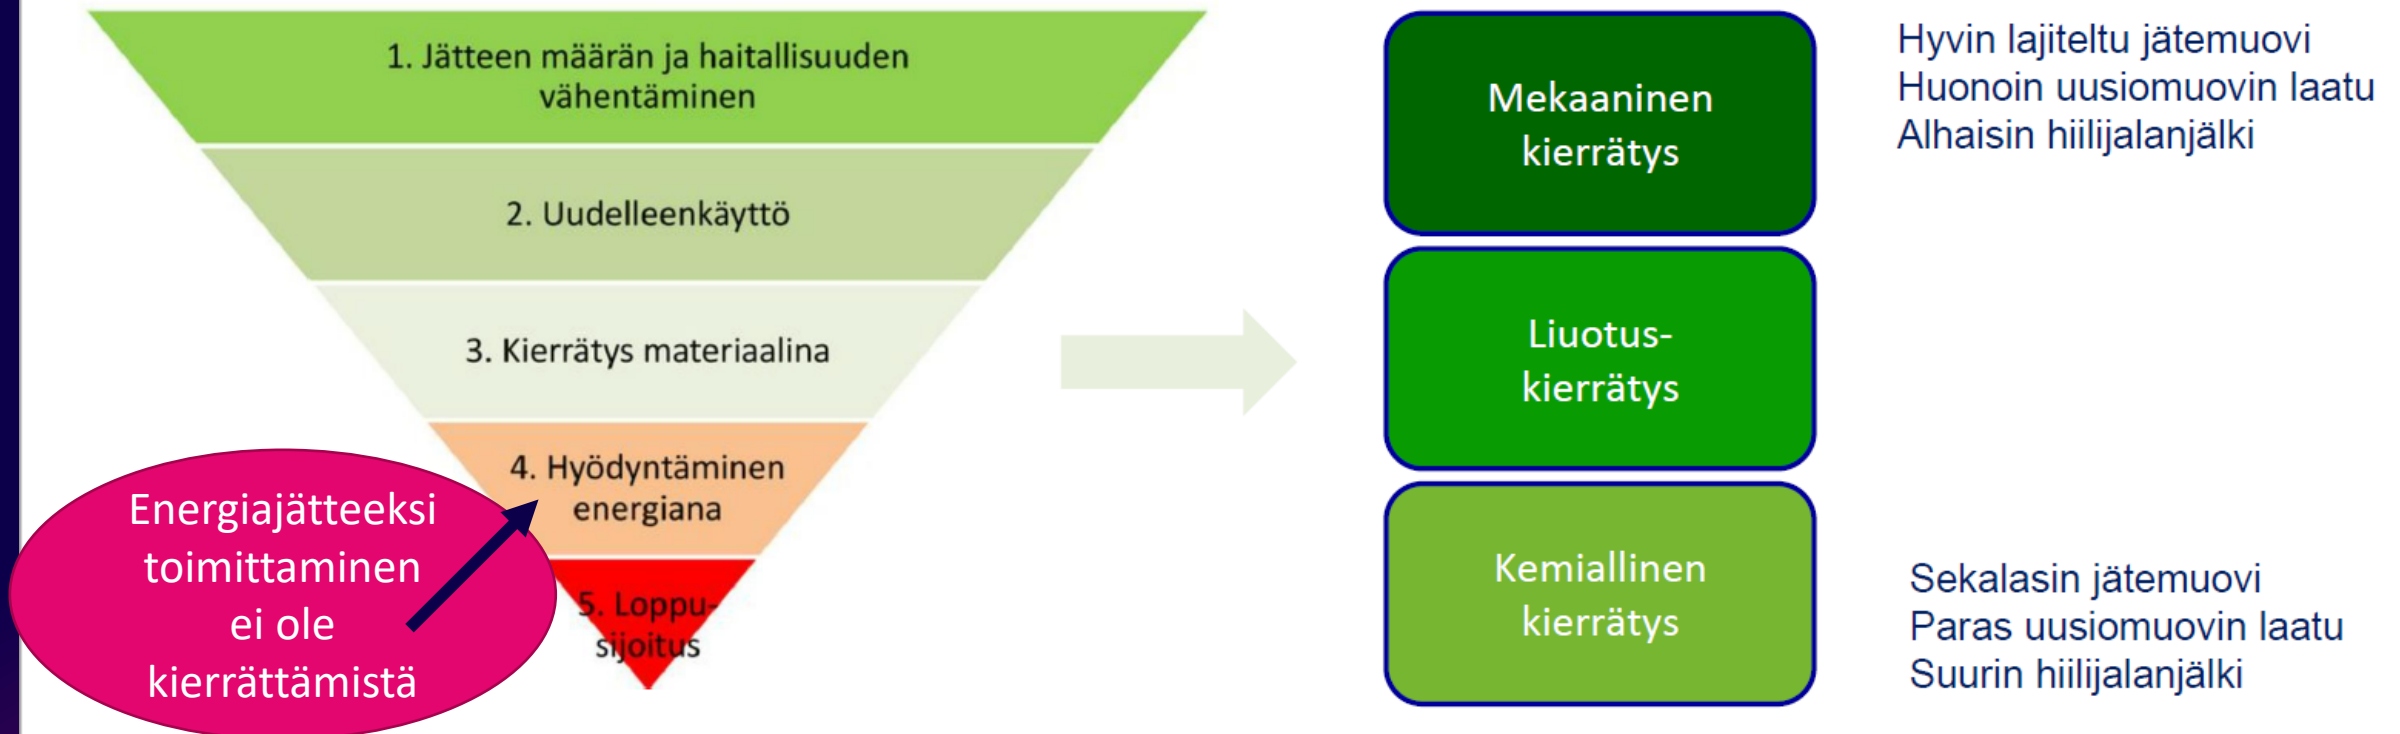 1. Jätteen määrän ja haitallisuuden
vähentäminen
2. Uudelleenkäyttö
3. Kierrätys materiaalina
4. Hyödyntäminen
energiana
5. Loppu-
sijoitus
Energiajätteeksi
toimittaminen
ei ole
kierrättämistä
Mekaaninen
kierrätys
Liuotus-
kierrätys
Kemiallinen
kierrätys
Hyvin lajiteltu jätemuovi
Huonoin uusiomuovin laatu
Alhaisin hiilijalanjälki
Sekalasin jätemuovi
Paras uusiomuovin laatu
Suurin hiilijalanjälki